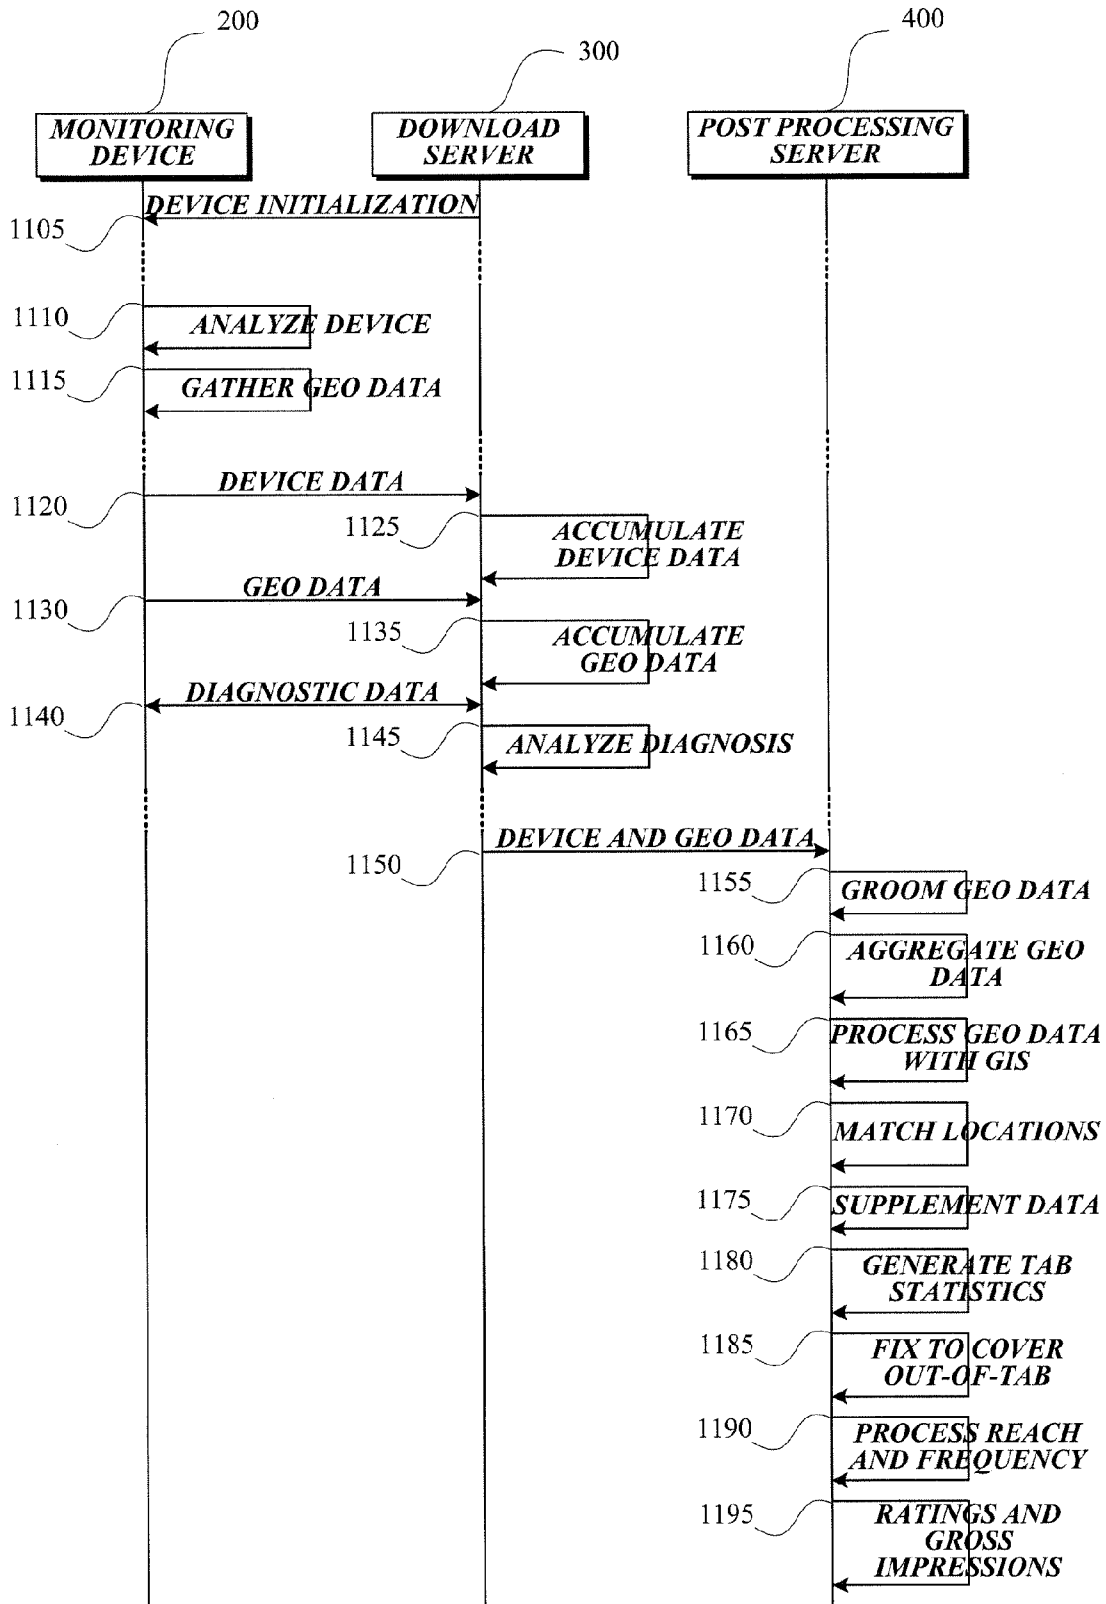 200
300
400
MONITORING
DEVICE
DOWNLOAD
SERVER
POST PROCESSING
SERVER
DEVICE INITIALIZATION
1105
1110
ANALYZE DEVICE
1115
GATHER GEO DATA
DEVICE DATA
1120
1125
ACCUMULATE
DEVICE DATA
GEO DATA
1130
1135
ACCUMULATE
GEO DATA
DIAGNOSTIC DATA
1140
1145
ANALYZE DIAGNOSIS
DEVICE AND GEO DATA
1150
1155
GROOM GEO DATA
1160
AGGREGATE GEO
DATA
1165
PROCESS GEO DATA
WITH GIS
1170
MATCH LOCATIONS
1175
SUPPLEMENT DATA
1180
GENERATE TAB
STATISTICS
1185
FIX TO COVER
OUT-OF-TAB
1190
PROCESS REACH
AND FREQUENCY
1195
RATINGS AND
GROSS
IMPRESSIONS